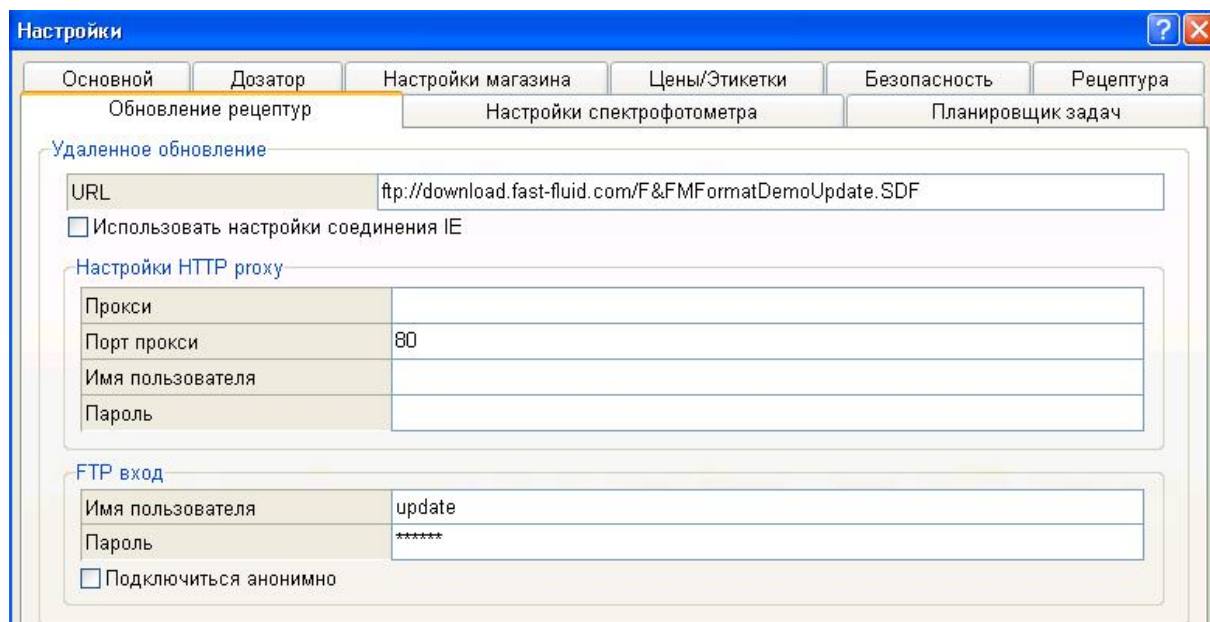 Настройки
?
X
Основной Дозатор Настройки магазина Цены/Этикетки Безопасность Рецептура
Обновление рецептур Настройки спектрофотометра Планировщик задач
Удаленное обновление
URL ftp://download.fast-fluid.com/F&FMFormatDemoUpdate.SDF
Использовать настройки соединения IE
Настройки HTTP proxy
Прокси
Порт прокси 80
Имя пользователя
Пароль
FTP вход
Имя пользователя update
Пароль ******
Подключиться анонимно